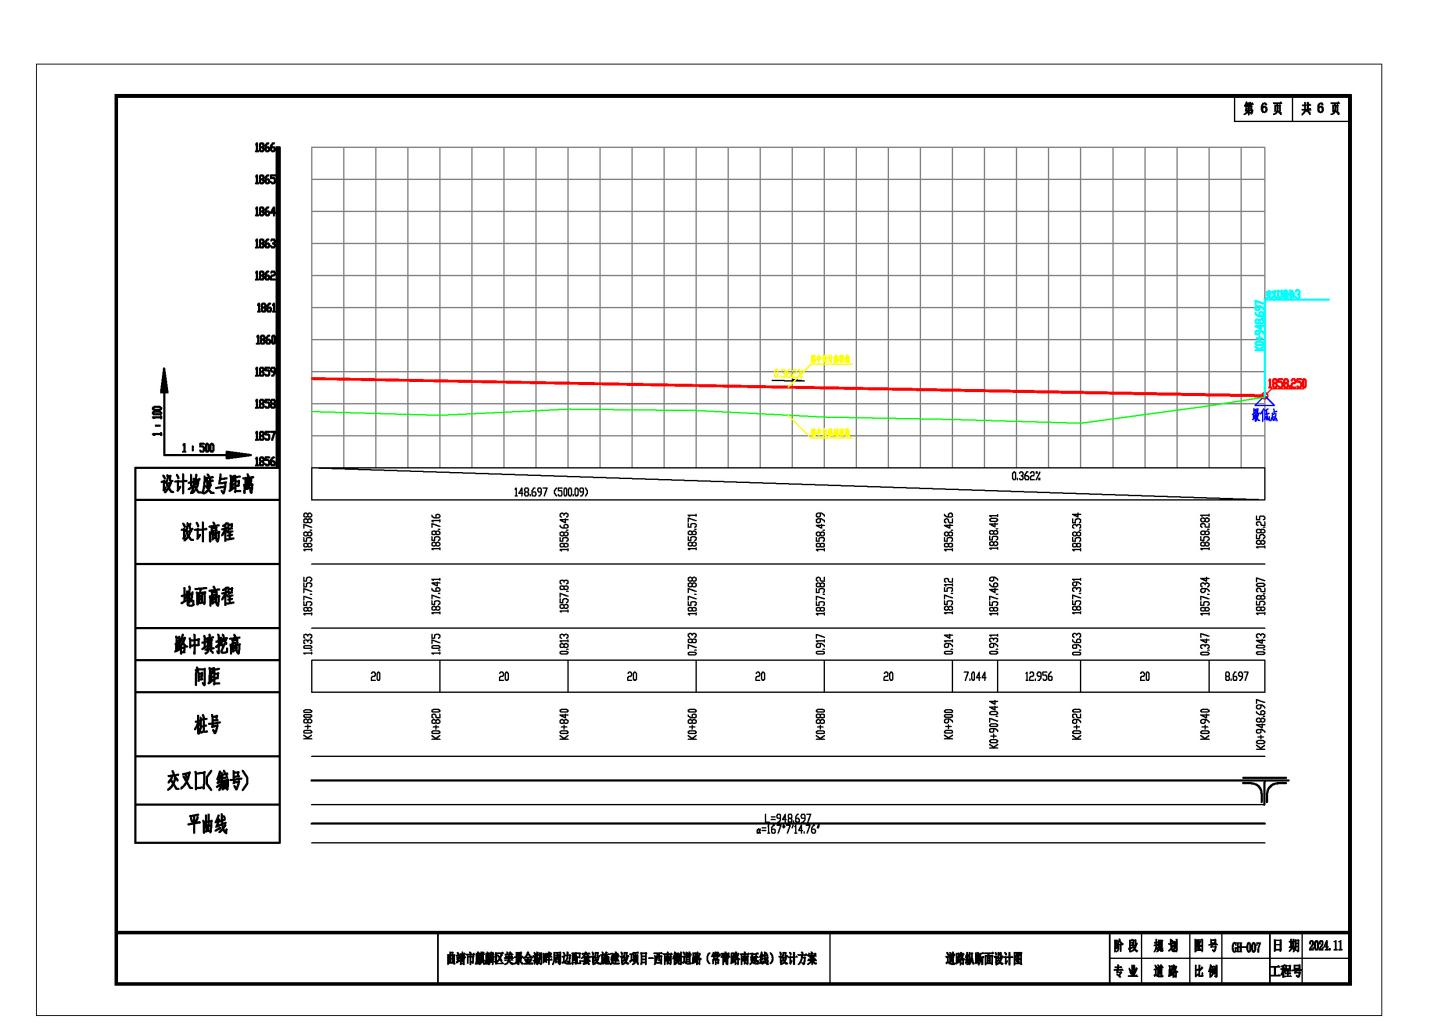 第 6 页 共 6 页
1866
1865
1864
1863
1862
1861
1860
1859
1858
1857
1856
1：100
1：500
K0+948.697
1858.250
最低点
设计坡度与距离
0.362%
148.697 (500.09)
设计高程
1858.788 1858.716 1858.643 1858.571 1858.499 1858.426 1858.401 1858.354 1858.281 1858.25
地面高程
1857.755 1857.641 1857.83 1857.788 1857.582 1857.512 1857.469 1857.391 1857.934 1858.207
路中填挖高
1.033 1.075 0.813 0.783 0.917 0.914 0.931 0.963 0.347 0.043
间距
20 20 20 20 20 7.044 12.956 20 8.697
桩号
K0+800 K0+820 K0+840 K0+860 K0+880 K0+900 K0+907.044 K0+920 K0+940 K0+948.697
交叉口(编号)
平曲线
L=948.697
α=167°7'14.76"
曲靖市麒麟区美景金湖畔周边配套设施建设项目-西南侧道路（常青路南延线）设计方案
道路纵断面设计图
阶 段 规 划 图 号 GH-007 日 期 2024.11
专 业 道 路 比 例 工程号